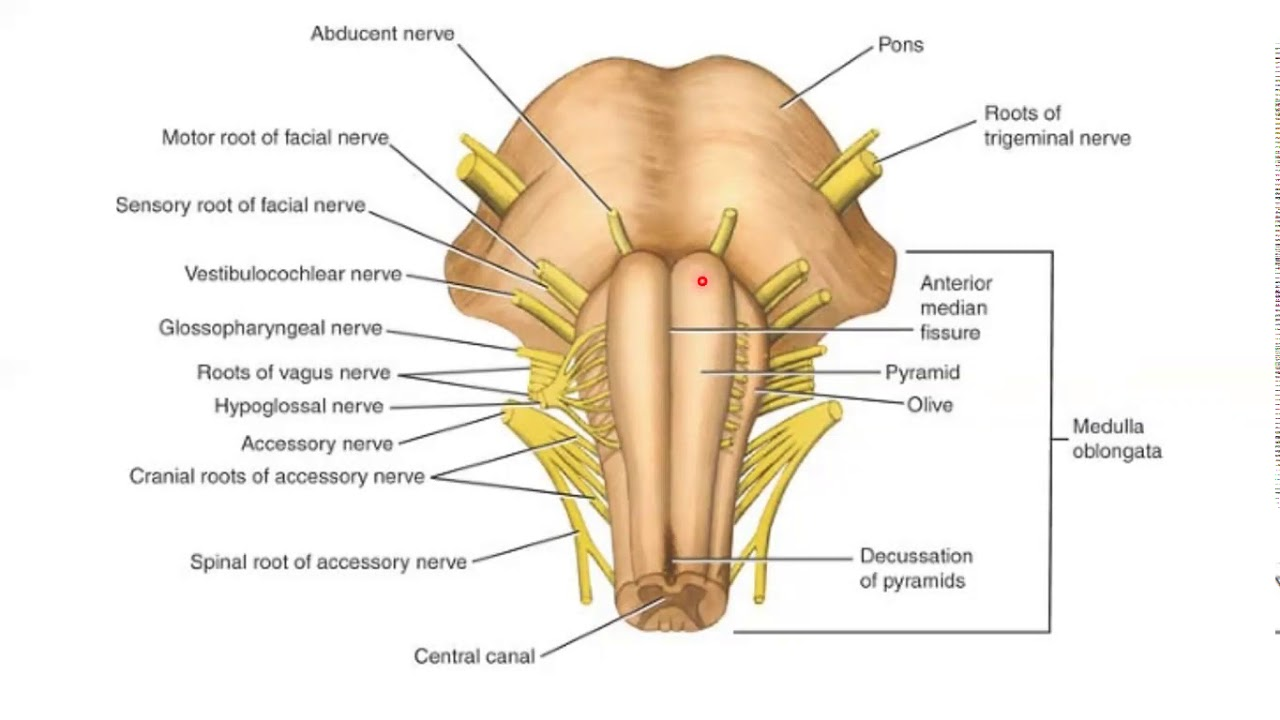 Abducent nerve
Pons
Roots of
trigeminal nerve
Motor root of facial nerve
Sensory root of facial nerve
Vestibulocochlear nerve
Glossopharyngeal nerve
Roots of vagus nerve
Hypoglossal nerve
Accessory nerve
Cranial roots of accessory nerve
Spinal root of accessory nerve
Central canal
Anterior
median
fissure
Pyramid
Olive
Medulla
oblongata
Decussation
of pyramids